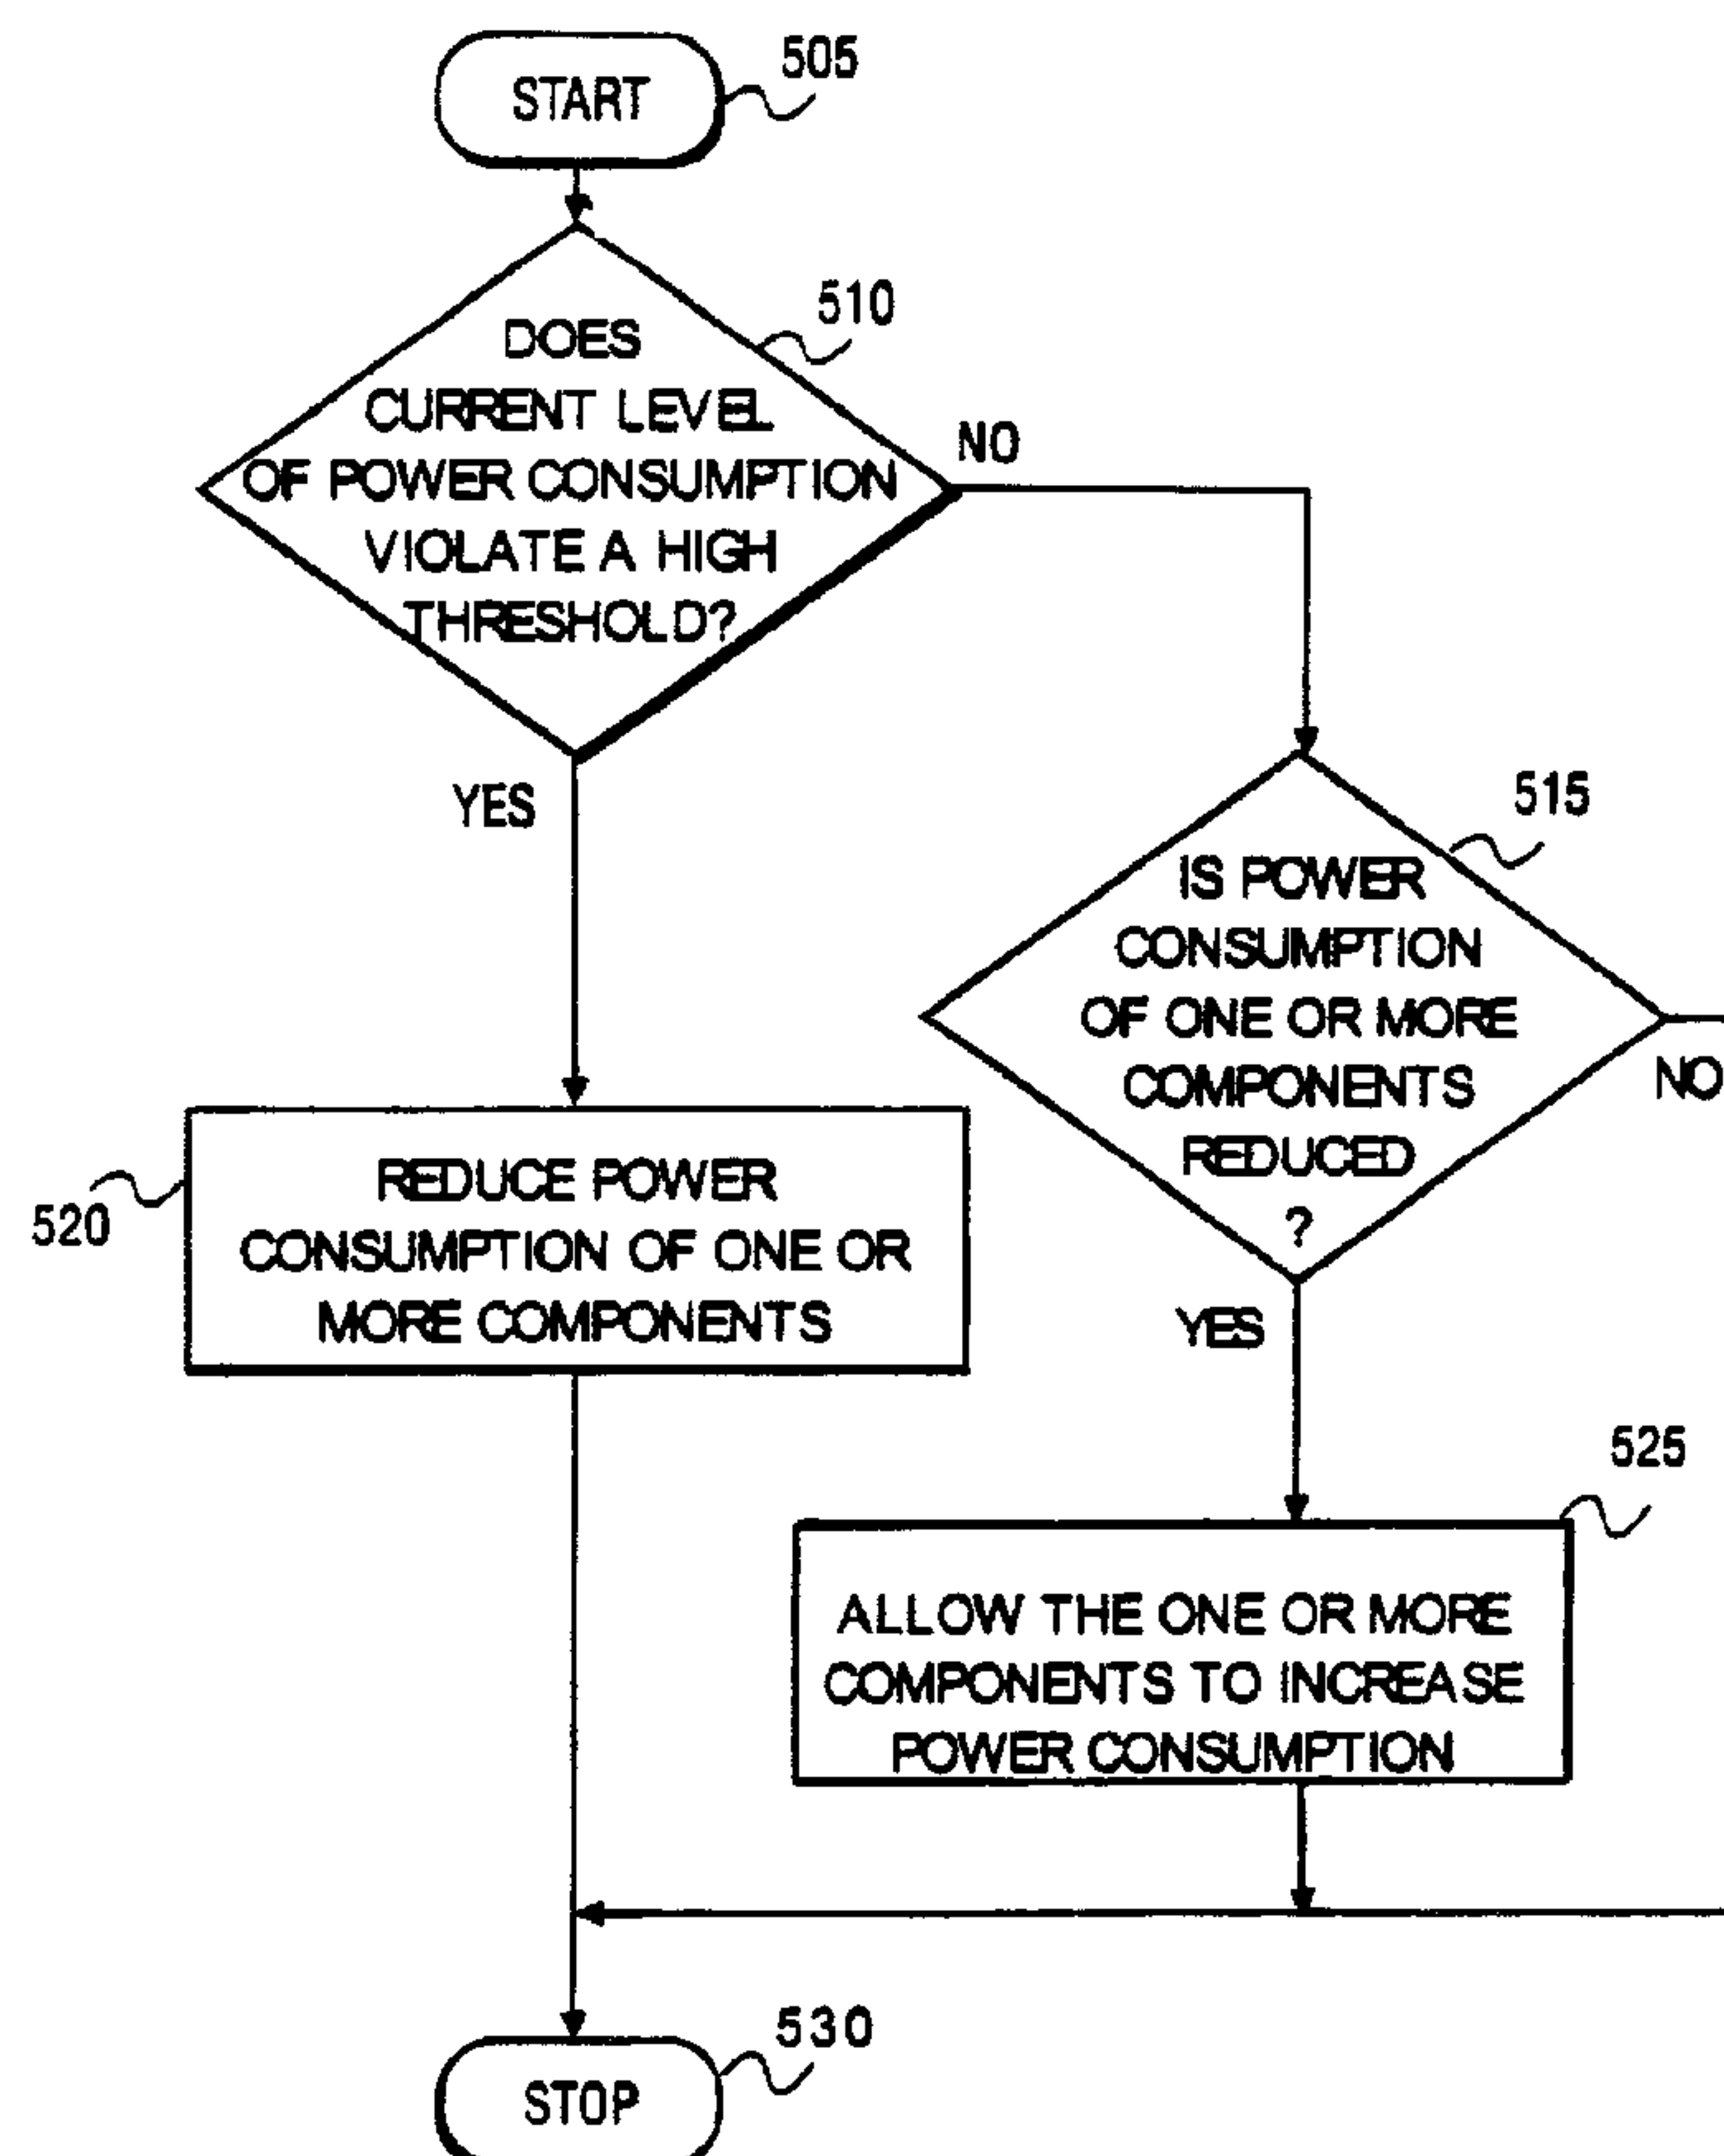 START
505
510
DOES
CURRENT LEVEL
OF POWER CONSUMPTION
VIOLATE A HIGH
THRESHOLD?
NO
YES
515
IS POWER
CONSUMPTION
OF ONE OR MORE
COMPONENTS
REDUCED
?
NO
YES
520
REDUCE POWER
CONSUMPTION OF ONE OR
MORE COMPONENTS
525
ALLOW THE ONE OR MORE
COMPONENTS TO INCREASE
POWER CONSUMPTION
530
STOP